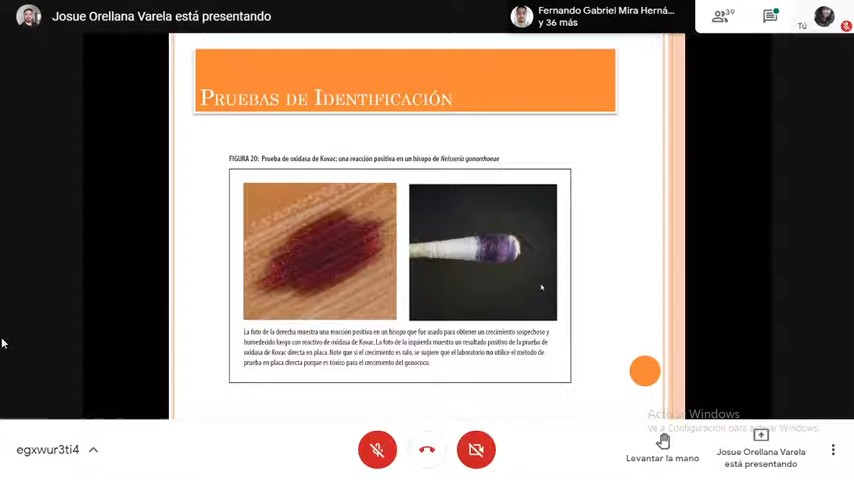 Josue Orellana Varela está presentando
Fernando Gabriel Mira Herná...
y 36 más
39
Tú
PRUEBAS DE IDENTIFICACIÓN
FIGURA 20: Prueba de oxidasa de Kovac: una reacción positiva en un hisopo de Neisseria gonorrhoeae
La foto de la derecha muestra una reacción positiva en un hisopo que fue usado para obtener un crecimiento sospechoso y
humedecido luego con reactivo de oxidasa de Kovac. La foto de la izquierda muestra un resultado positivo de la prueba de
oxidasa de Kovac directa en placa. Note que si el crecimiento es ralo, se sugiere que el laboratorio no utilice el método de
prueba en placa directa porque es tóxico para el crecimiento del gonococo.
Activar Windows
Ve a Configuración para activar Windows.
egxwur3ti4
Levantar la mano
Josue Orellana Varela
está presentando